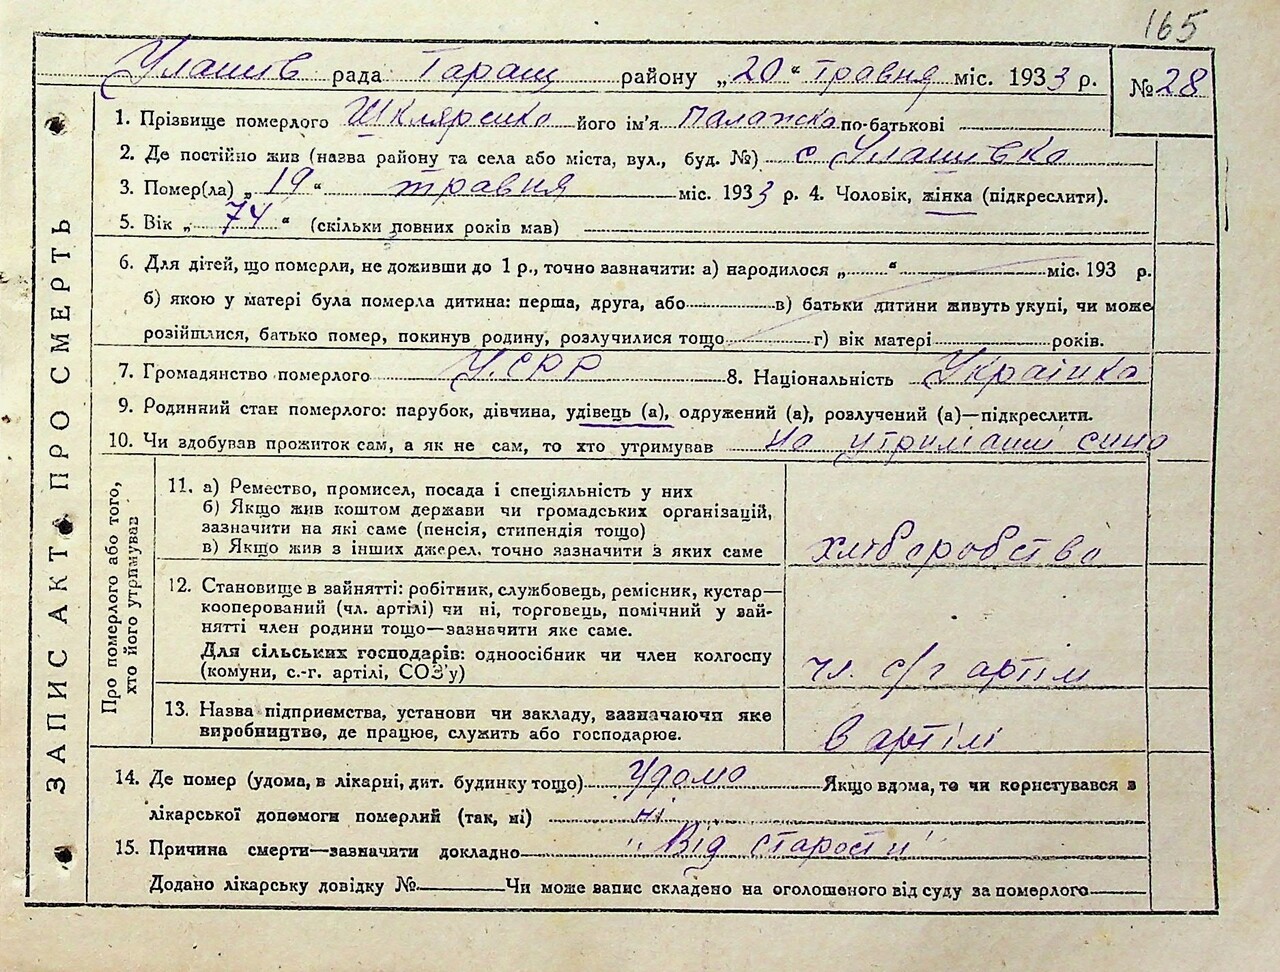 165
Улашів рада Таращ району „20“ травня міс. 1933 р. №28
1. Прізвище померлого Шкляренко його ім'я Палажка по-батькові
2. Де постійно жив (назва району та села або міста, вул., буд. №) с Улашівка
3. Помер(ла) „19“ травня міс. 1933 р. 4. Чоловік, жінка (підкреслити).
5. Вік „74“ (скільки повних років мав)
6. Для дітей, що померли, не доживши до 1 р., точно зазначити: а) народилося „ “ міс. 193 р.
б) якою у матері була померла дитина: перша, друга, або в) батьки дитини живуть укупі, чи може
розійшлися, батько помер, покинув родину, розлучилися тощо г) вік матері років.
7. Громадянство померлого УСРР 8. Національність Українка
9. Родинний стан померлого: парубок, дівчина, удівець (а), одружений (а), розлучений (а)—підкреслити.
10. Чи здобував прожиток сам, а як не сам, то хто утримував на утриманні сина
ЗАПИС АКТ ПРО СМЕРТЬ
Про померлого або того,
хто його утримував
11. а) Ремество, промисел, посада і спеціяльність у них
б) Якщо жив коштом держави чи громадських організацій,
зазначити на які саме (пенсія, стипендія тощо)
в) Якщо жив з інших джерел, точно зазначити з яких саме
хліборобство
12. Становище в зайнятті: робітник, службовець, ремісник, кустар—
кооперований (чл. артілі) чи ні, торговець, помічний у зай-
нятті член родини тощо—зазначити яке саме.
Для сільських господарів: одноосібник чи член колгоспу
(комуни, с.-г. артілі, СОЗ'у)
чл. с/г артілі
13. Назва підприємства, установи чи закладу, зазначаючи яке
виробництво, де працює, служить або господарює.
в артілі
14. Де помер (удома, в лікарні, дит. будинку тощо) удома Якщо вдома, то чи користувався з
лікарської допомоги померлий (так, ні) ні
15. Причина смерти—зазначити докладно „Від старости“
Додано лікарську довідку № Чи може запис складено на оголошеного від суду за померлого